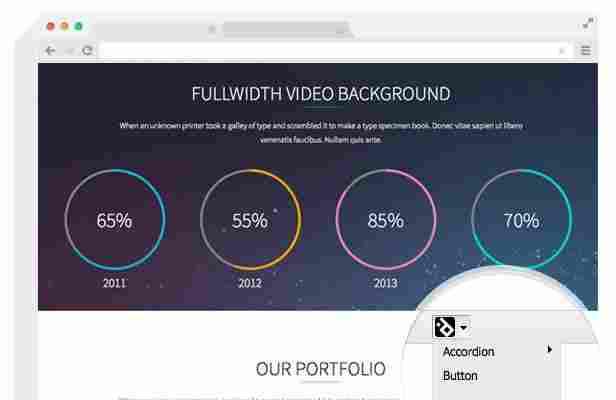 FULLWIDTH VIDEO BACKGROUND
When an unknown printer took a galley of type and scrambled it to make a type specimen book. Donec vitae sapien ut libero
venenatis faucibus. Nullam quis ante.
65% 55% 85% 70%
2011 2012 2013
Accordion
Button
OUR PORTFOLIO